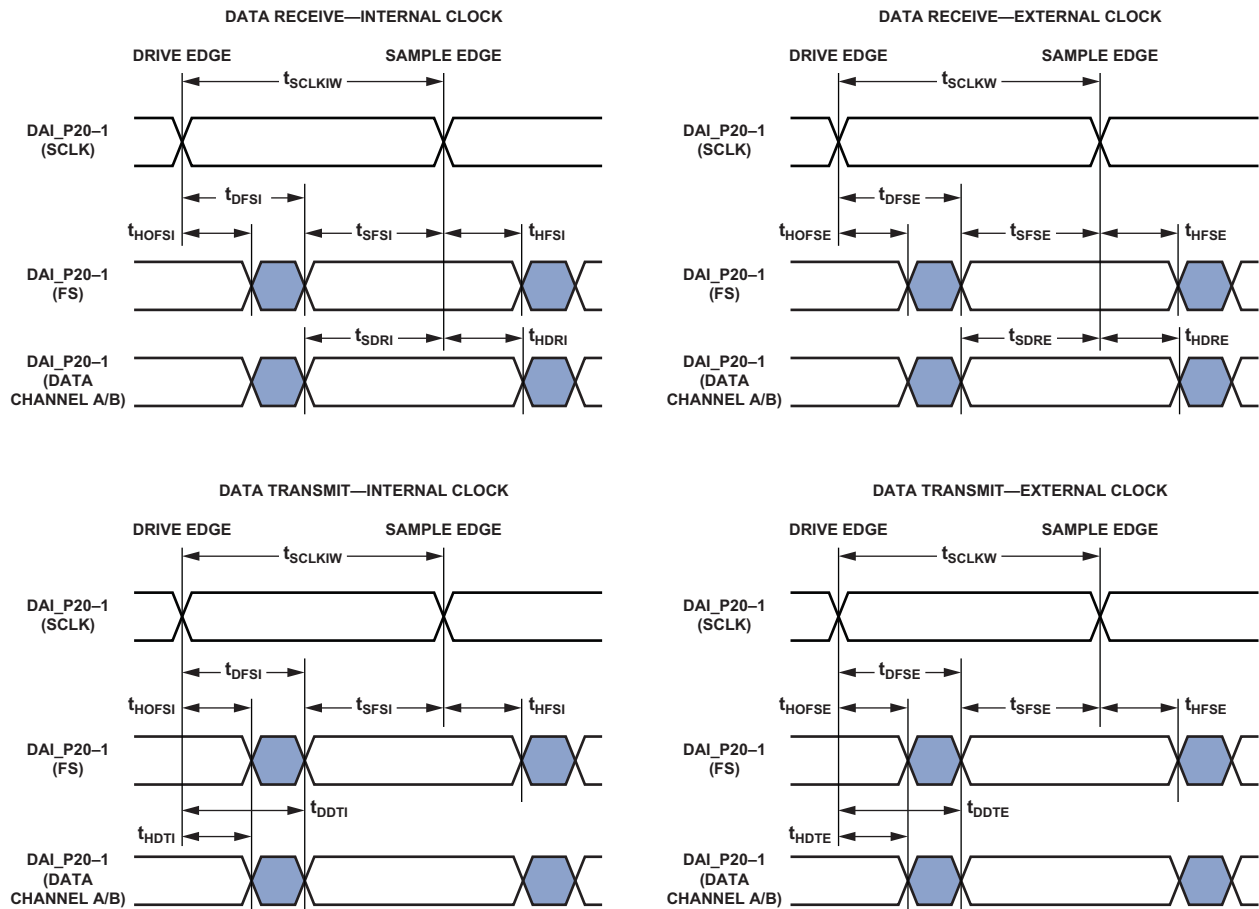 DATA RECEIVE—INTERNAL CLOCK
DRIVE EDGE
SAMPLE EDGE
tSCLKIW
DAI_P20–1
(SCLK)
tDFSI
tHOFSI
tSFSI
tHFSI
DAI_P20–1
(FS)
tSDRI
tHDRI
DAI_P20–1
(DATA
CHANNEL A/B)
DATA RECEIVE—EXTERNAL CLOCK
DRIVE EDGE
SAMPLE EDGE
tSCLKW
DAI_P20–1
(SCLK)
tDFSE
tHOFSE
tSFSE
tHFSE
DAI_P20–1
(FS)
tSDRE
tHDRE
DAI_P20–1
(DATA
CHANNEL A/B)
DATA TRANSMIT—INTERNAL CLOCK
DRIVE EDGE
SAMPLE EDGE
tSCLKIW
DAI_P20–1
(SCLK)
tDFSI
tHOFSI
tSFSI
tHFSI
DAI_P20–1
(FS)
tDDTI
tHDTI
DAI_P20–1
(DATA
CHANNEL A/B)
DATA TRANSMIT—EXTERNAL CLOCK
DRIVE EDGE
SAMPLE EDGE
tSCLKW
DAI_P20–1
(SCLK)
tDFSE
tHOFSE
tSFSE
tHFSE
DAI_P20–1
(FS)
tDDTE
tHDTE
DAI_P20–1
(DATA
CHANNEL A/B)